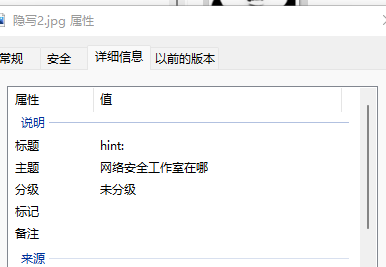 隐写2.jpg 属性
常规 安全 详细信息 以前的版本
属性 值
说明
标题 hint:
主题 网络安全工作室在哪
分级 未分级
标记
备注
来源